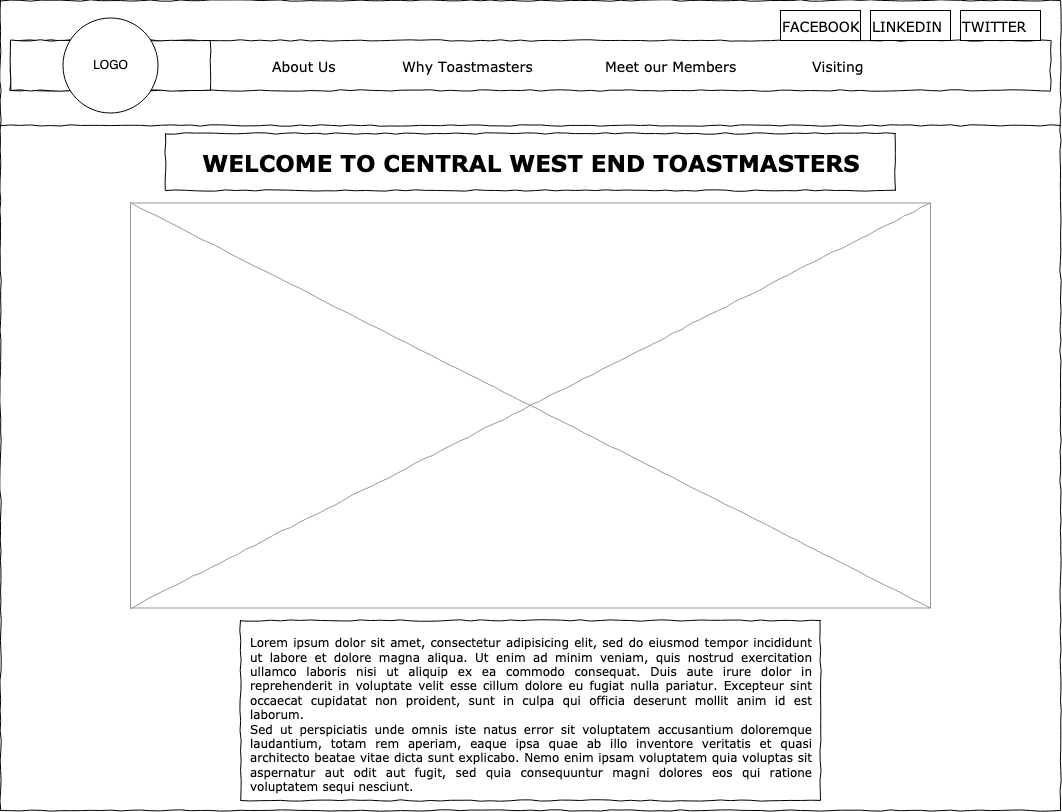 FACEBOOK LINKEDIN TWITTER
LOGO About Us Why Toastmasters Meet our Members Visiting
WELCOME TO CENTRAL WEST END TOASTMASTERS
Lorem ipsum dolor sit amet, consectetur adipisicing elit, sed do eiusmod tempor incididunt
ut labore et dolore magna aliqua. Ut enim ad minim veniam, quis nostrud exercitation
ullamco laboris nisi ut aliquip ex ea commodo consequat. Duis aute irure dolor in
reprehenderit in voluptate velit esse cillum dolore eu fugiat nulla pariatur. Excepteur sint
occaecat cupidatat non proident, sunt in culpa qui officia deserunt mollit anim id est
laborum.
Sed ut perspiciatis unde omnis iste natus error sit voluptatem accusantium doloremque
laudantium, totam rem aperiam, eaque ipsa quae ab illo inventore veritatis et quasi
architecto beatae vitae dicta sunt explicabo. Nemo enim ipsam voluptatem quia voluptas sit
aspernatur aut odit aut fugit, sed quia consequuntur magni dolores eos qui ratione
voluptatem sequi nesciunt.